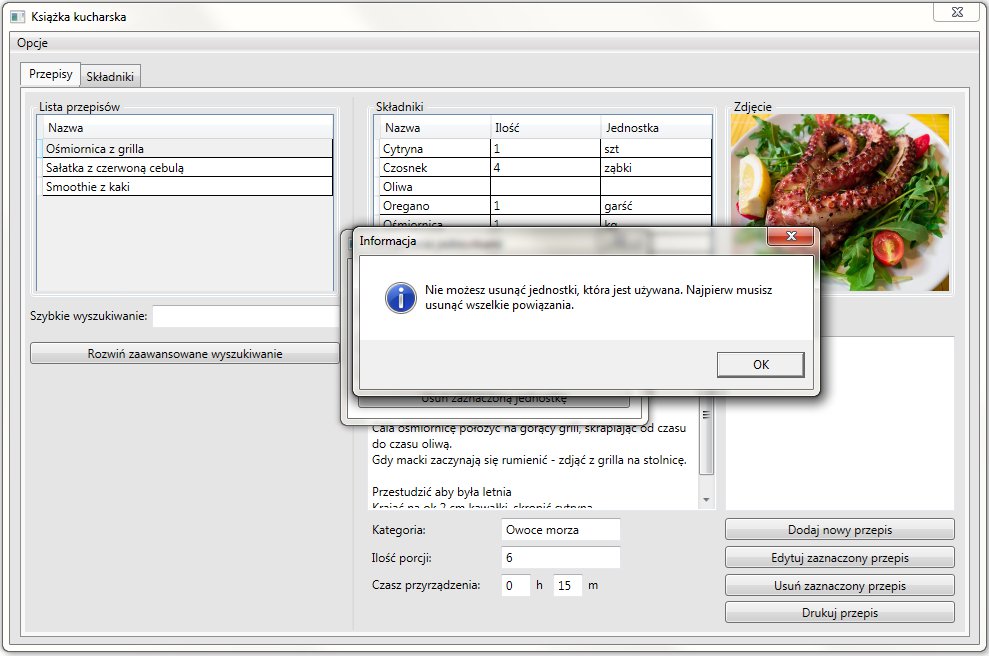 Książka kucharska
Opcje
Przepisy
Składniki
Lista przepisów
Nazwa
Ośmiornica z grilla
Sałatka z czerwoną cebulą
Smoothie z kaki
Szybkie wyszukiwanie:
Rozwiń zaawansowane wyszukiwanie
Składniki
Nazwa Ilość Jednostka
Cytryna 1 szt
Czosnek 4 ząbki
Oliwa
Oregano 1 garść
Ośmiornica 1 kg
Zdjęcie
Informacja
Nie możesz usunąć jednostki, która jest używana. Najpierw musisz
usunąć wszelkie powiązania.
OK
Usuń zaznaczoną jednostkę
Cała ośmiornicę położyć na gorący grill, skrapiając od czasu
do czasu oliwą.
Gdy macki zaczynają się rumienić - zdjąć z grilla na stolnicę.
Przestudzić aby była letnia
Krajać na ok 2 cm kawałki, skropić cytryną
Kategoria: Owoce morza
Ilość porcji: 6
Czasz przyrządzenia: 0 h 15 m
Dodaj nowy przepis
Edytuj zaznaczony przepis
Usuń zaznaczony przepis
Drukuj przepis